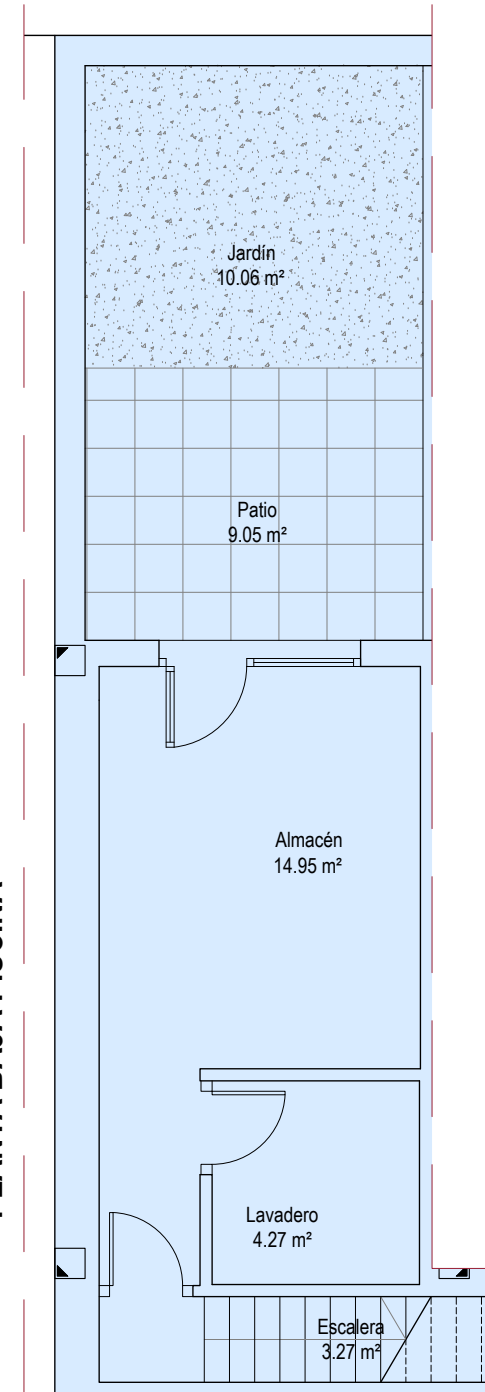 Jardín
10.06 m²
Patio
9.05 m²
Almacén
14.95 m²
Lavadero
4.27 m²
Escalera
3.27 m²